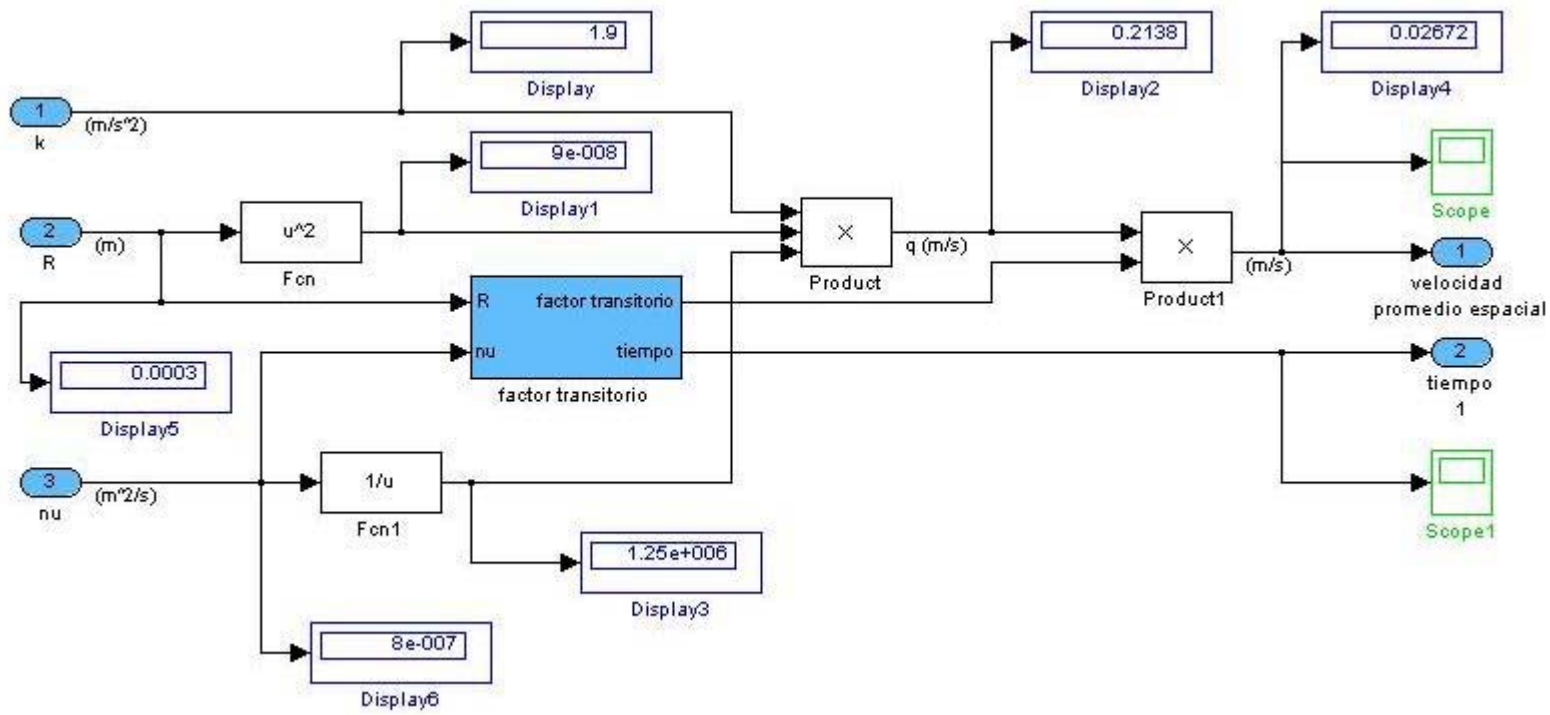 1.9
Display
0.2138
Display2
0.02672
Display4
1
(m/s^2)
k
9e-008
Display1
Scope
2
(m)
R
u^2
Fcn
×
q (m/s)
Product
×
(m/s)
Product1
1
velocidad
promedio espacial
R
factor transitorio
nu
tiempo
factor transitorio
2
tiempo
1
0.0003
Display5
3
(m^2/s)
nu
1/u
Fcn1
Scope1
1.25e+006
Display3
8e-007
Display6